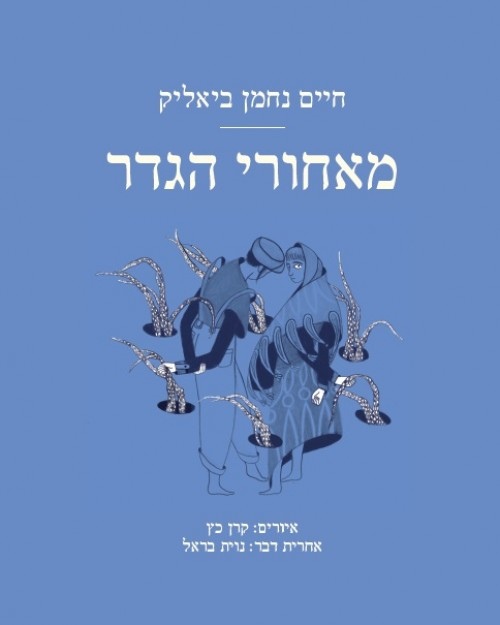 חיים נחמן ביאליק
מאחורי הגדר
איורים: קרן כץ
אחרית דבר: נוית בראל